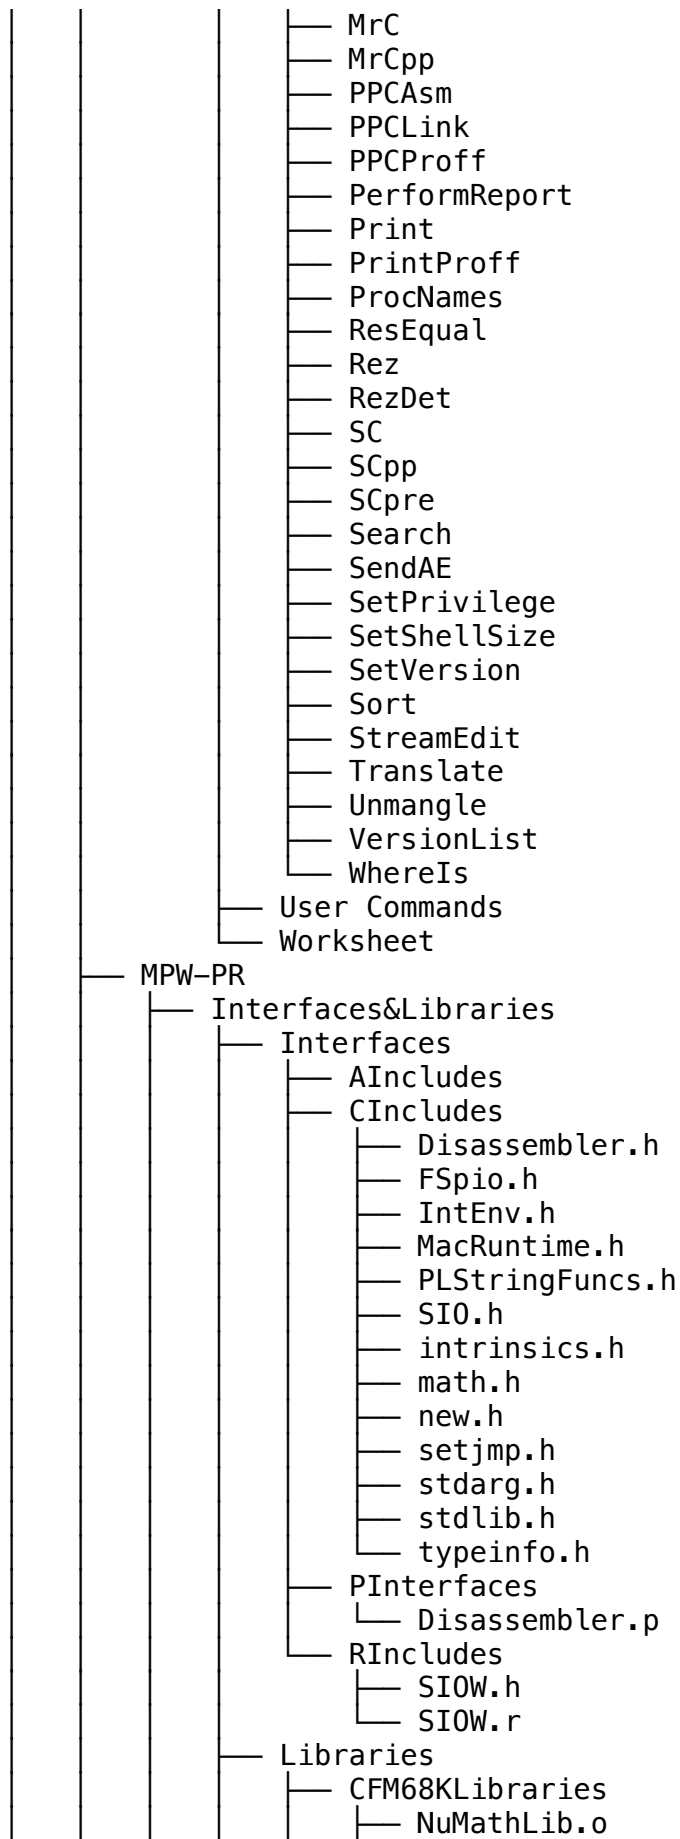 MrC
MrCpp
PPCAsm
PPCLink
PPCProff
PerformReport
Print
PrintProff
ProcNames
ResEqual
Rez
RezDet
SC
SCpp
SCpre
Search
SendAE
SetPrivilege
SetShellSize
SetVersion
Sort
StreamEdit
Translate
Unmangle
VersionList
WhereIs
User Commands
Worksheet
MPW-PR
Interfaces&Libraries
Interfaces
AIncludes
CIncludes
Disassembler.h
FSpio.h
IntEnv.h
MacRuntime.h
PLStringFuncs.h
SIO.h
intrinsics.h
math.h
new.h
setjmp.h
stdarg.h
stdlib.h
typeinfo.h
PInterfaces
Disassembler.p
RIncludes
SIOW.h
SIOW.r
Libraries
CFM68KLibraries
NuMathLib.o